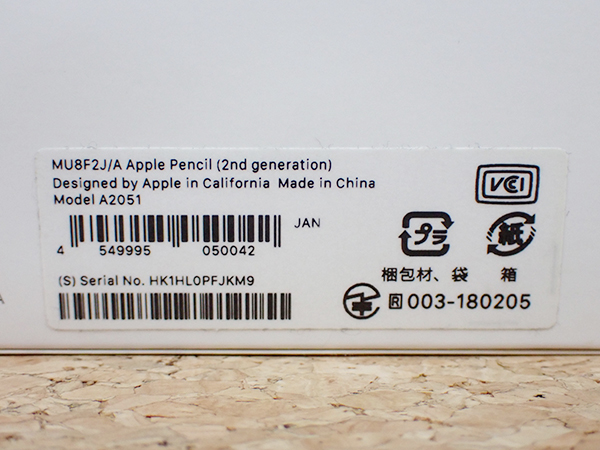 MU8F2J/A Apple Pencil (2nd generation)
Designed by Apple in California Made in China
Model A2051
JAN
4 549995 050042
(S) Serial No. HK1HL0PFJKM9
VCCI
プラ
紙
梱包材、袋 箱
R 003-180205
A